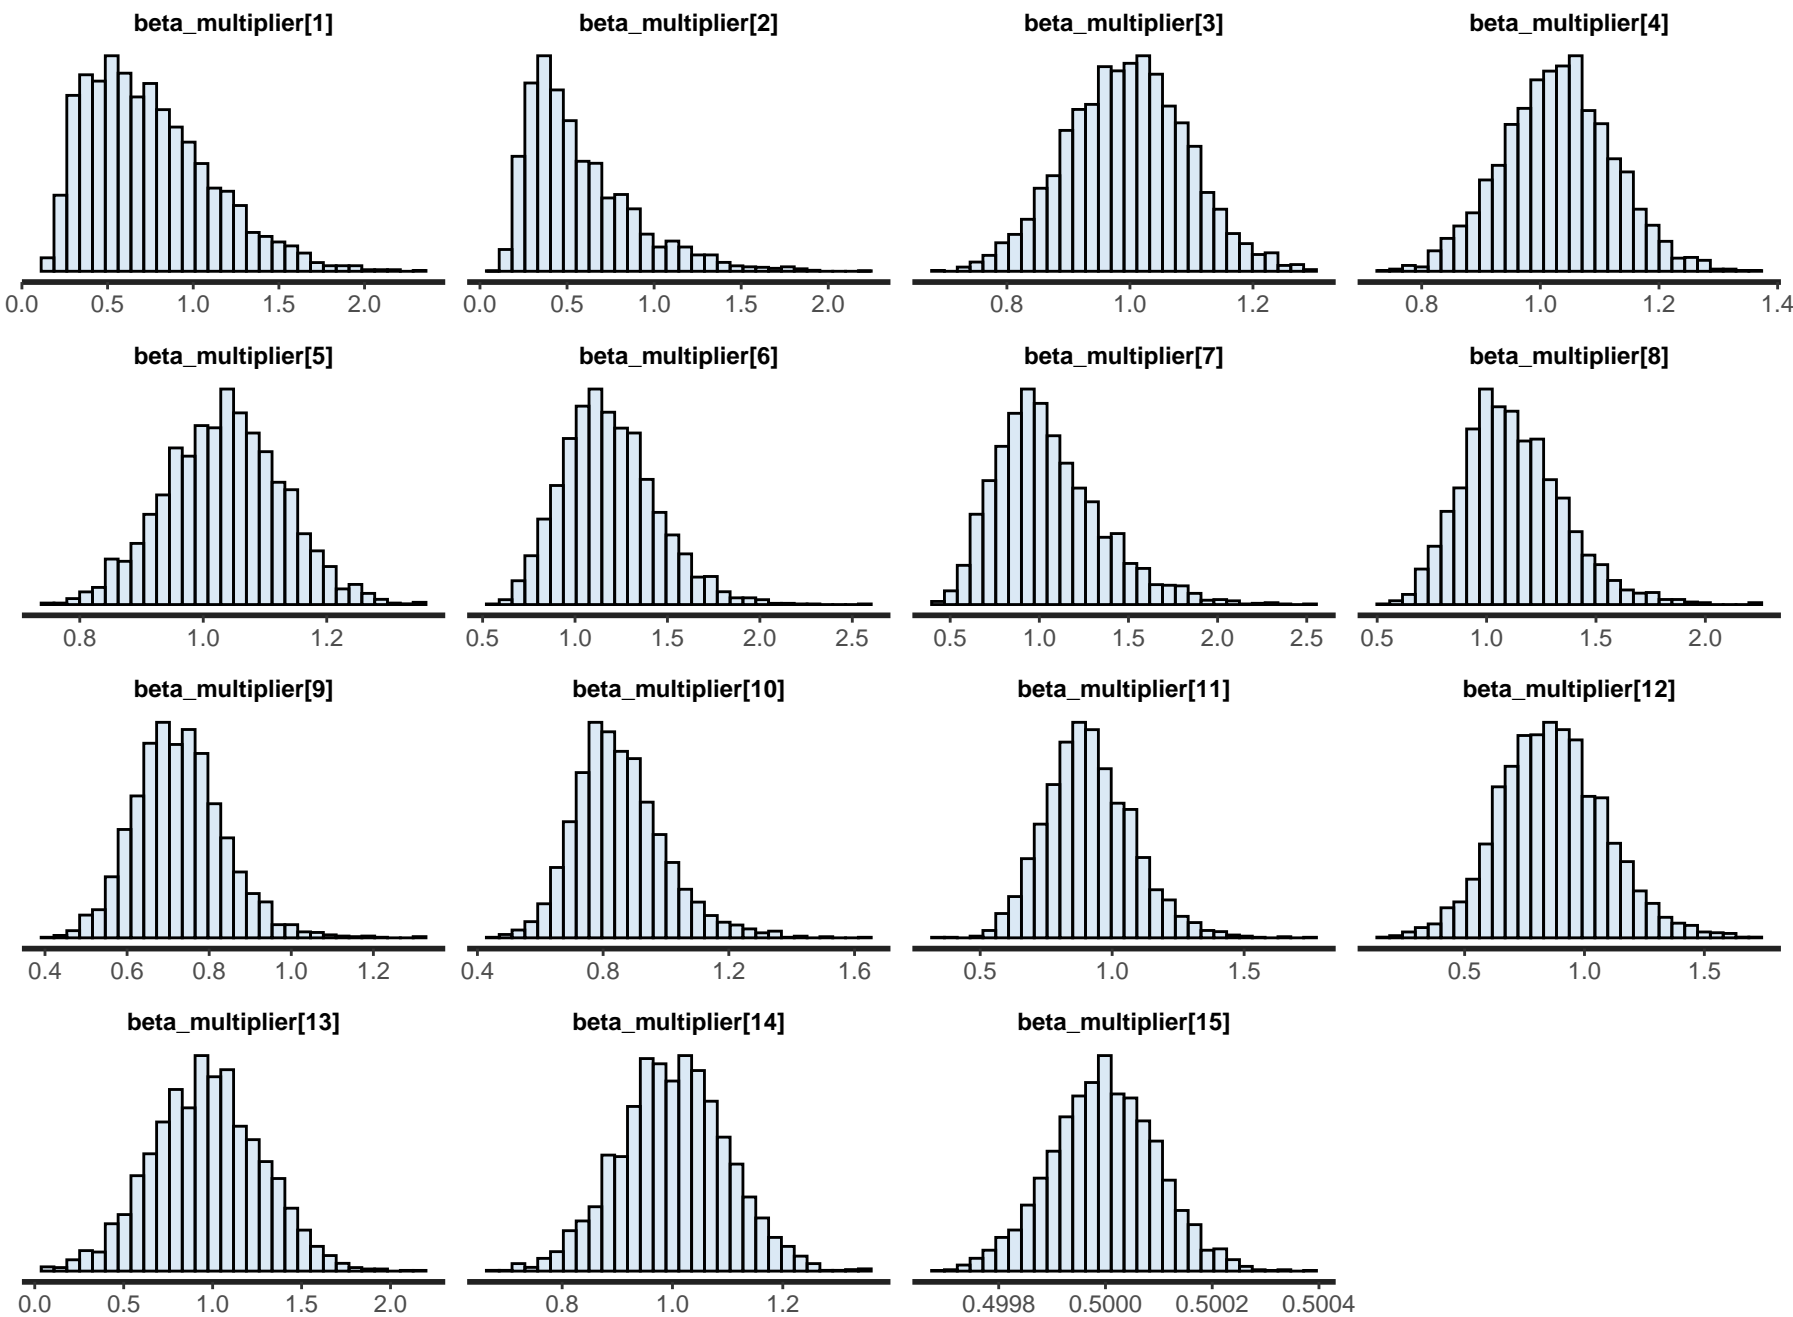 beta_multiplier[1] beta_multiplier[2] beta_multiplier[3] beta_multiplier[4]
0.0 0.5 1.0 1.5 2.0 0.0 0.5 1.0 1.5 2.0 0.8 1.0 1.2 0.8 1.0 1.2 1.4
beta_multiplier[5] beta_multiplier[6] beta_multiplier[7] beta_multiplier[8]
0.8 1.0 1.2 0.5 1.0 1.5 2.0 2.5 0.5 1.0 1.5 2.0 2.5 0.5 1.0 1.5 2.0
beta_multiplier[9] beta_multiplier[10] beta_multiplier[11] beta_multiplier[12]
0.4 0.6 0.8 1.0 1.2 0.4 0.8 1.2 1.6 0.5 1.0 1.5 0.5 1.0 1.5
beta_multiplier[13] beta_multiplier[14] beta_multiplier[15]
0.0 0.5 1.0 1.5 2.0 0.8 1.0 1.2 0.4998 0.5000 0.5002 0.5004